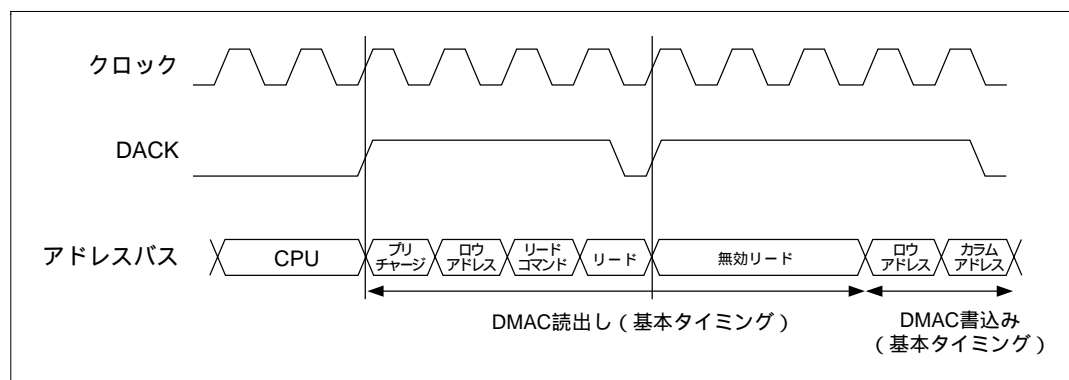 クロック
DACK
アドレスバス
CPU
プリ
チャージ
ロウ
アドレス
リード
コマンド
リード
無効リード
ロウ
アドレス
カラム
アドレス
DMAC読出し(基本タイミング)
DMAC書込み
(基本タイミング)